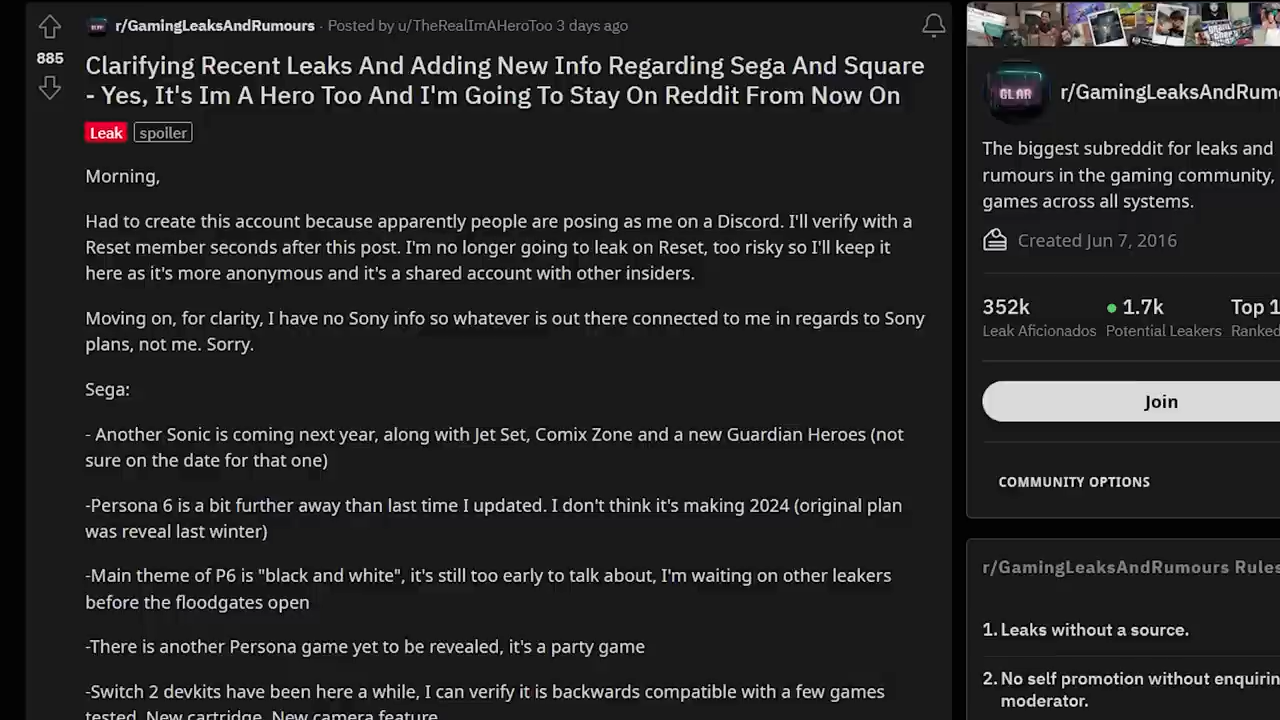 r/GamingLeaksAndRumours · Posted by u/TheRealImAHeroToo 3 days ago
885
Clarifying Recent Leaks And Adding New Info Regarding Sega And Square
- Yes, It's Im A Hero Too And I'm Going To Stay On Reddit From Now On
Leak spoiler
Morning,
Had to create this account because apparently people are posing as me on a Discord. I'll verify with a
Reset member seconds after this post. I'm no longer going to leak on Reset, too risky so I'll keep it
here as it's more anonymous and it's a shared account with other insiders.
Moving on, for clarity, I have no Sony info so whatever is out there connected to me in regards to Sony
plans, not me. Sorry.
Sega:
- Another Sonic is coming next year, along with Jet Set, Comix Zone and a new Guardian Heroes (not
sure on the date for that one)
-Persona 6 is a bit further away than last time I updated. I don't think it's making 2024 (original plan
was reveal last winter)
-Main theme of P6 is "black and white", it's still too early to talk about, I'm waiting on other leakers
before the floodgates open
-There is another Persona game yet to be revealed, it's a party game
-Switch 2 devkits have been here a while, I can verify it is backwards compatible with a few games
tested. New cartridge. New camera feature
GLAR
r/GamingLeaksAndRumo
The biggest subreddit for leaks and
rumours in the gaming community,
games across all systems.
Created Jun 7, 2016
352k 1.7k Top 1
Leak Aficionados Potential Leakers Ranked
Join
COMMUNITY OPTIONS
r/GamingLeaksAndRumours Rules
1. Leaks without a source.
2. No self promotion without enquirin
moderator.